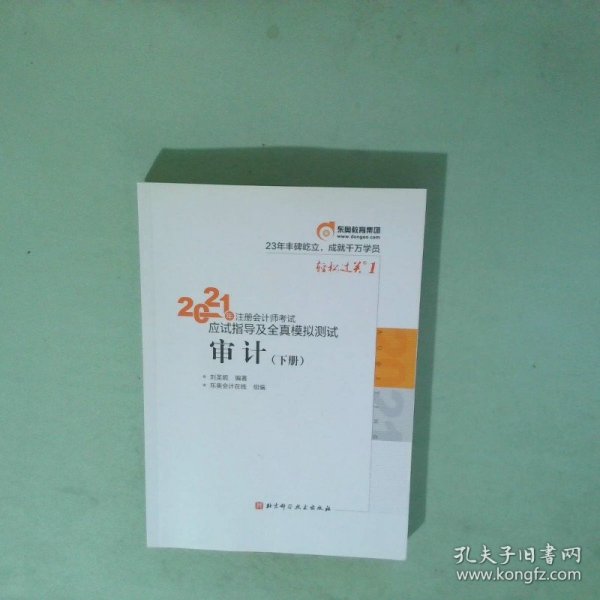 东奥教育集团
www.dongao.com
23年丰碑屹立，成就千万学员
轻松过关®1
2021年注册会计师考试
应试指导及全真模拟测试
审计（下册）
刘圣妮 编著
东奥会计在线 组编
2021
北京科学技术出版社
孔夫子旧书网
www.kongfz.com